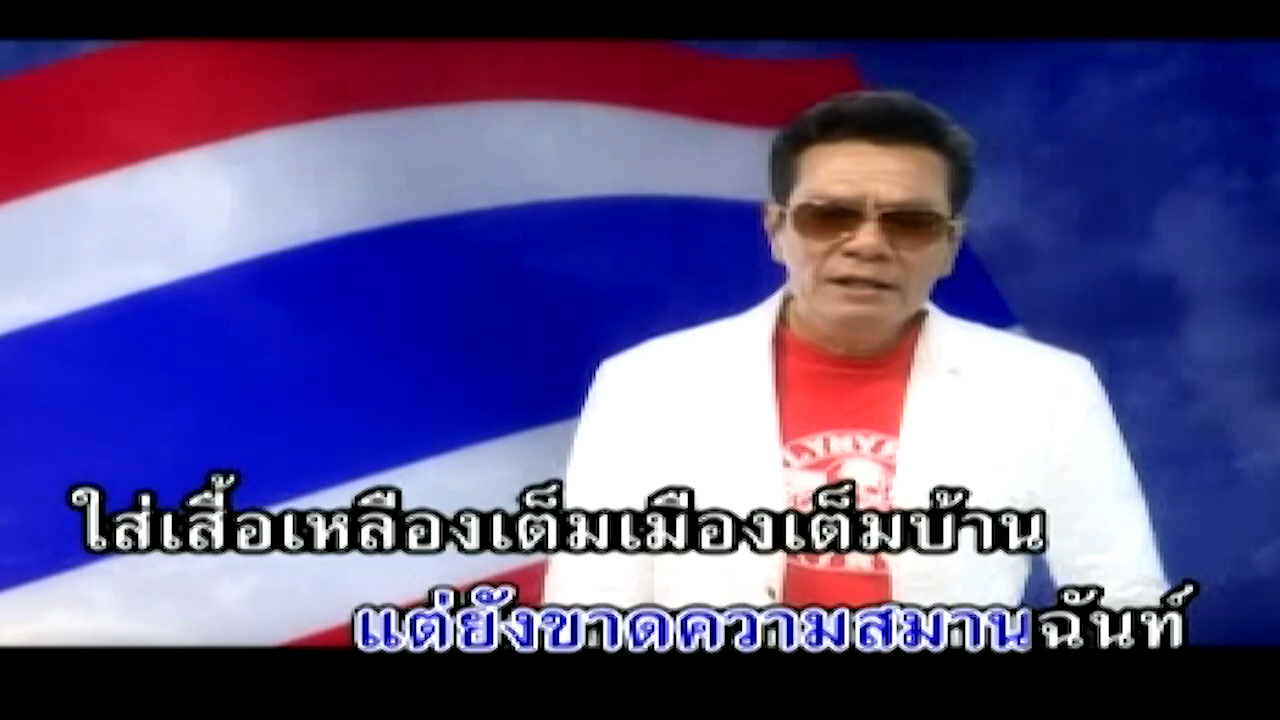 ใส่เสื้อเหลืองเต็มเมืองเต็มบ้าน
แต่ยังขาดความสมานฉันท์